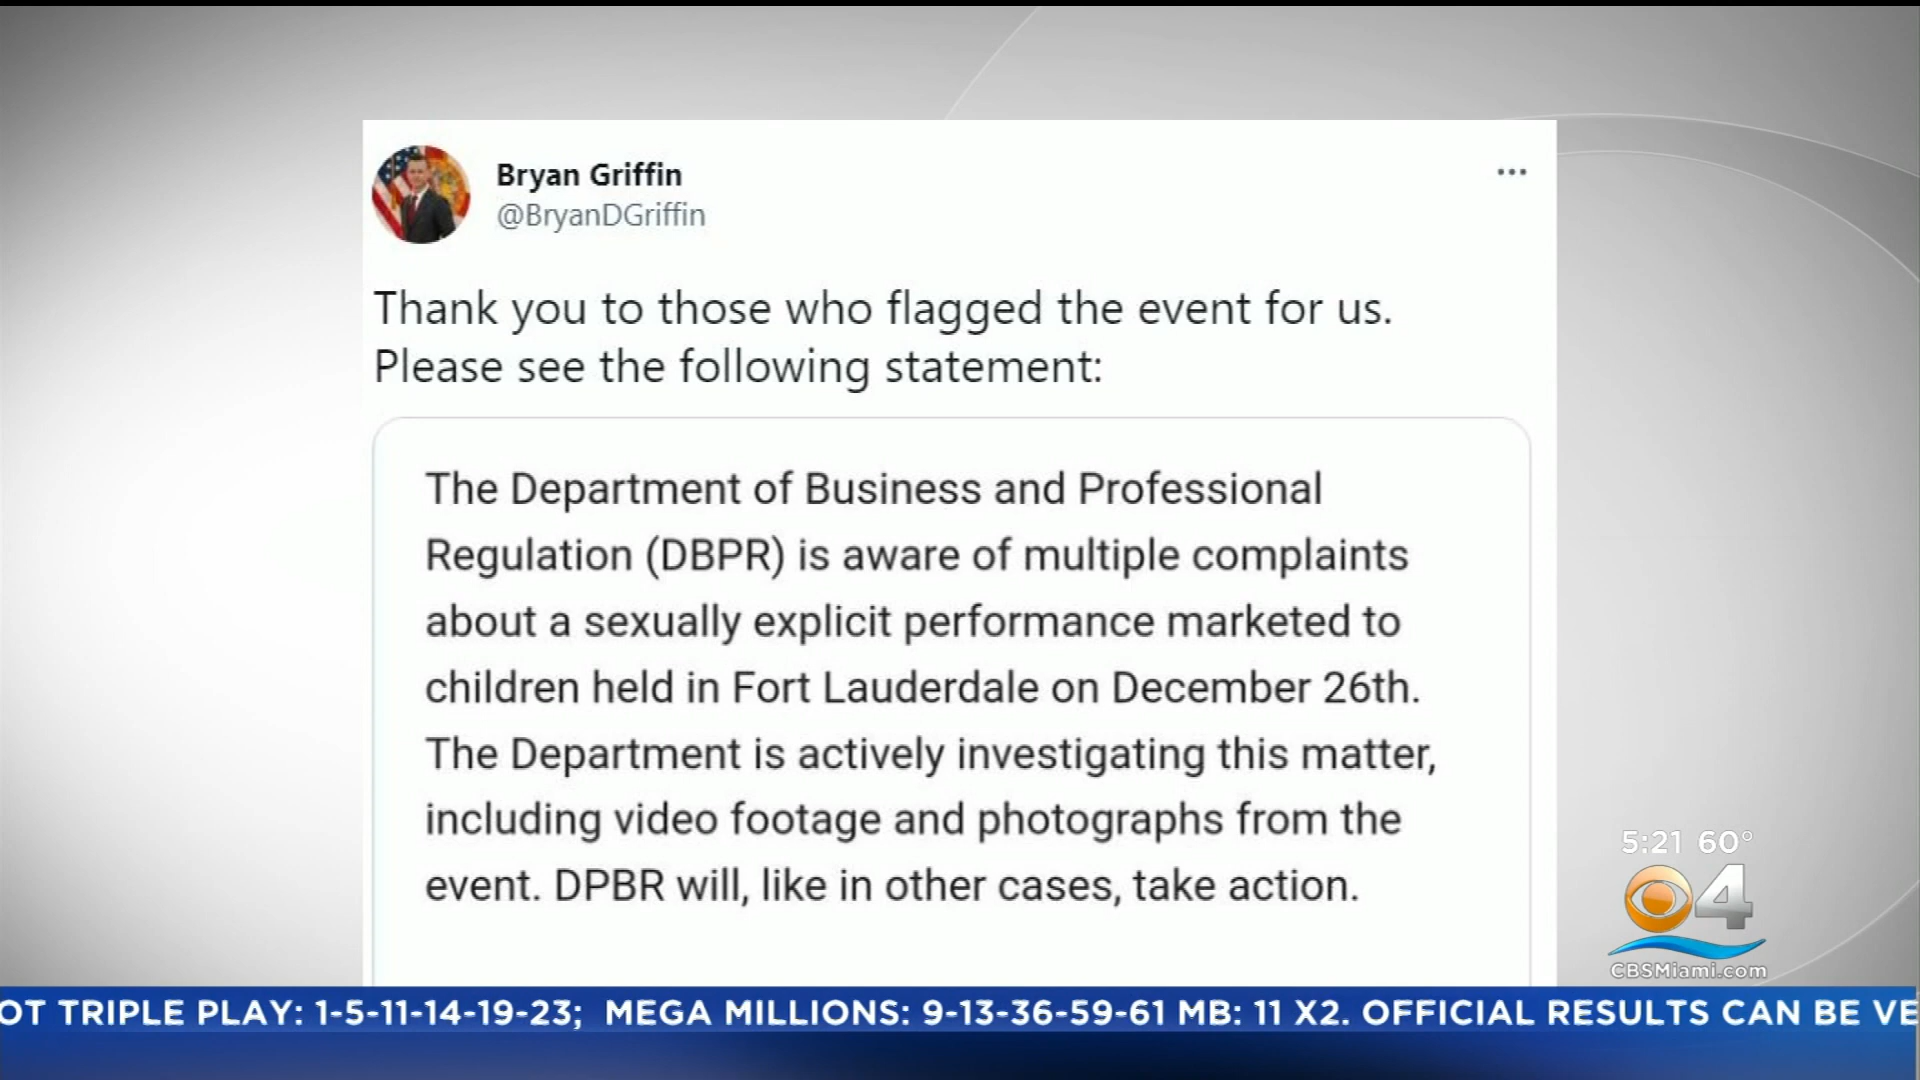 Bryan Griffin
@BryanDGriffin
Thank you to those who flagged the event for us.
Please see the following statement:
The Department of Business and Professional
Regulation (DBPR) is aware of multiple complaints
about a sexually explicit performance marketed to
children held in Fort Lauderdale on December 26th.
The Department is actively investigating this matter,
including video footage and photographs from the
event. DPBR will, like in other cases, take action.
5:21 60°
4
CBSMiami.com
OT TRIPLE PLAY: 1-5-11-14-19-23; MEGA MILLIONS: 9-13-36-59-61 MB: 11 X2. OFFICIAL RESULTS CAN BE VE